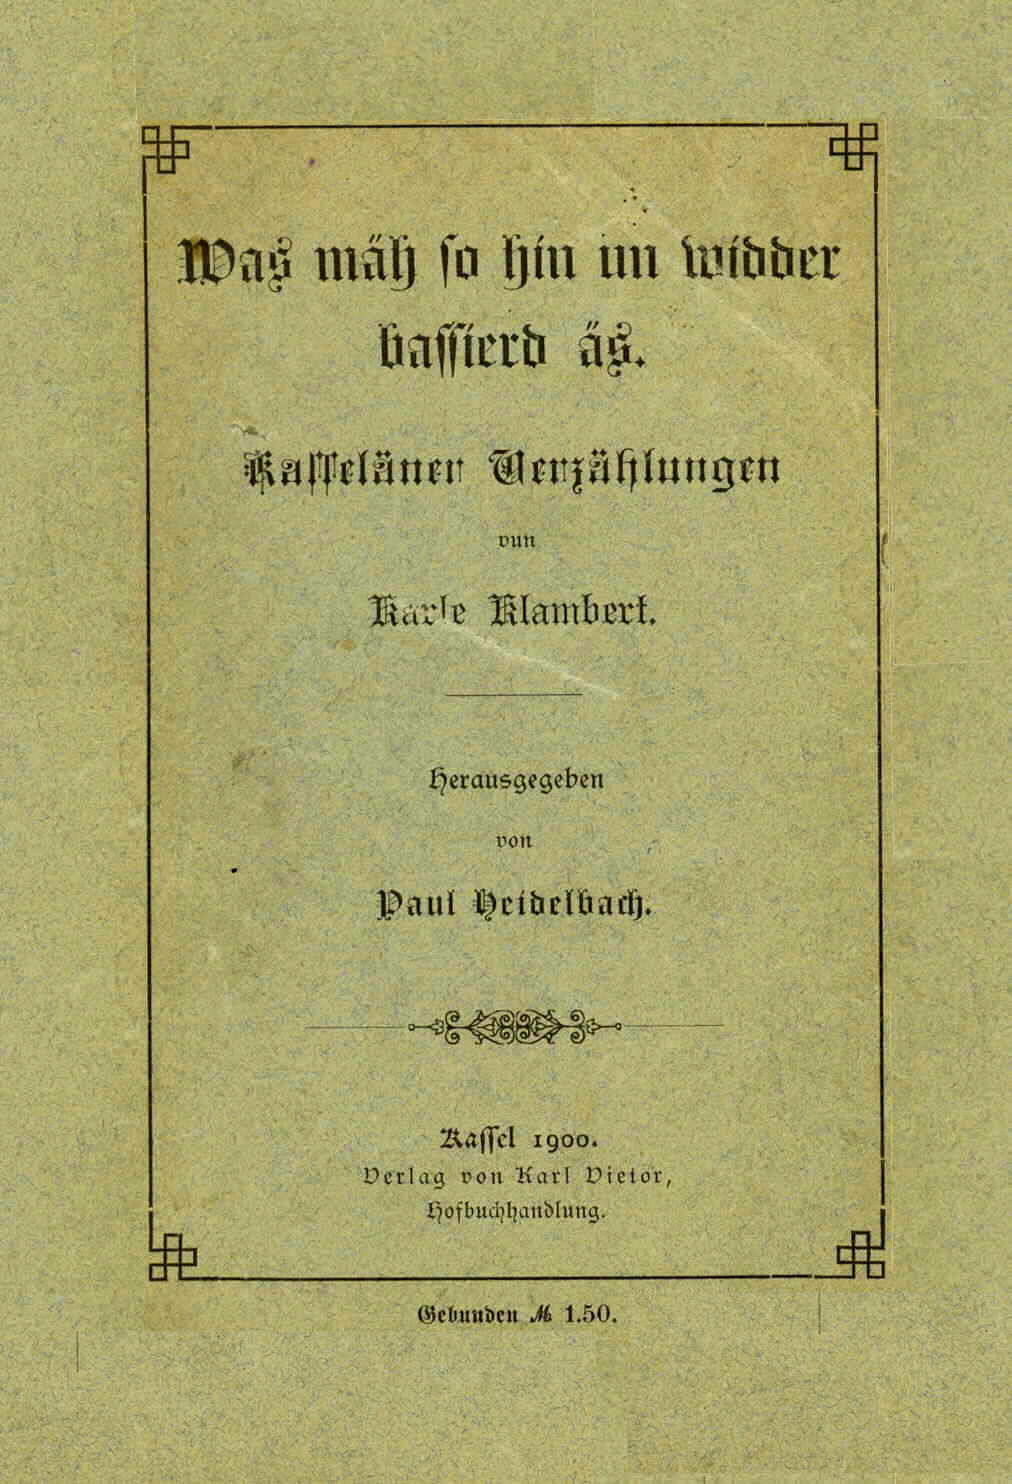 Was mäh so hin un widder
bassierd äs.
Kasseläner Verzählungen
vun
Karle Klambert.
Herausgegeben
von
Paul Heidelbach.
Kassel 1900.
Verlag von Karl Vietor,
Hofbuchhandlung.
Gebunden ℳ 1.50.